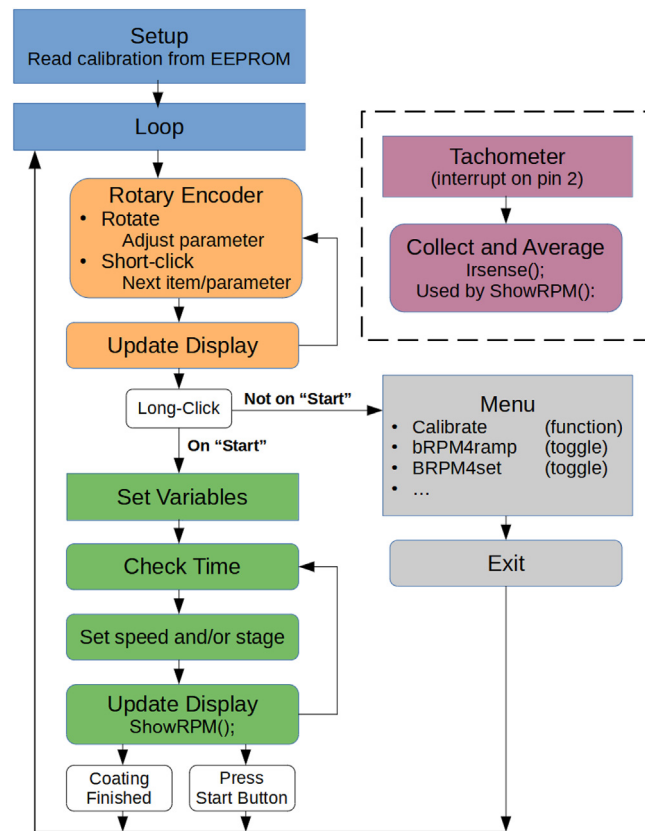 Setup
Read calibration from EEPROM
Loop
Rotary Encoder
• Rotate
Adjust parameter
• Short-click
Next item/parameter
Update Display
Long-Click
Not on “Start”
On “Start”
Set Variables
Check Time
Set speed and/or stage
Update Display
ShowRPM();
Coating
Finished
Press
Start Button
Tachometer
(interrupt on pin 2)
Collect and Average
Irsense();
Used by ShowRPM():
Menu
• Calibrate (function)
• bRPM4ramp (toggle)
• BRPM4set (toggle)
• ...
Exit